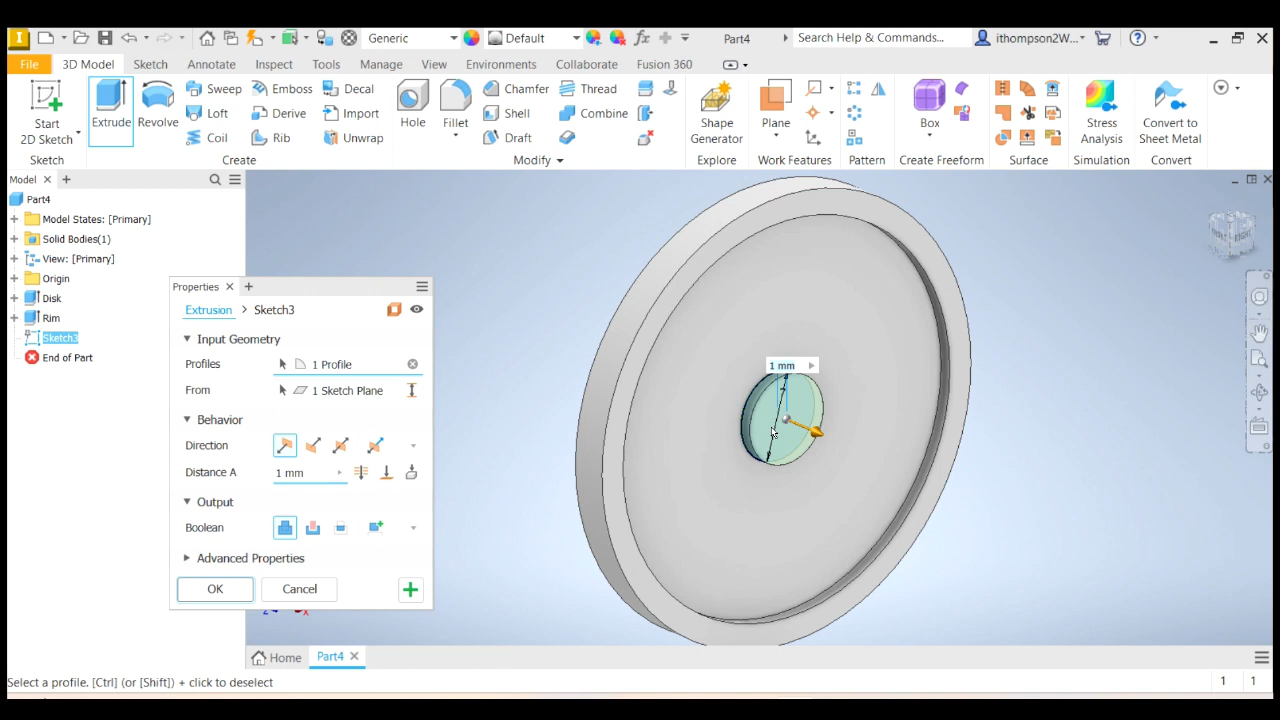 Generic
Default
Part4
Search Help & Commands...
ithompson2W...
File
3D Model
Sketch
Annotate
Inspect
Tools
Manage
View
Environments
Collaborate
Fusion 360
Start
2D Sketch
Extrude
Revolve
Sweep
Emboss
Decal
Loft
Derive
Import
Coil
Rib
Unwrap
Hole
Fillet
Chamfer
Thread
Shell
Combine
Draft
Shape
Generator
Plane
Box
Stress
Analysis
Convert to
Sheet Metal
Sketch
Create
Modify
Explore
Work Features
Pattern
Create Freeform
Surface
Simulation
Convert
Model
Part4
Model States: [Primary]
Solid Bodies(1)
View: [Primary]
Origin
Disk
Rim
Sketch3
End of Part
Properties
Extrusion > Sketch3
Input Geometry
Profiles 1 Profile
From 1 Sketch Plane
Behavior
Direction
Distance A 1 mm
Output
Boolean
Advanced Properties
OK Cancel
1 mm
Home Part4
Select a profile. [Ctrl] (or [Shift]) + click to deselect
1 1